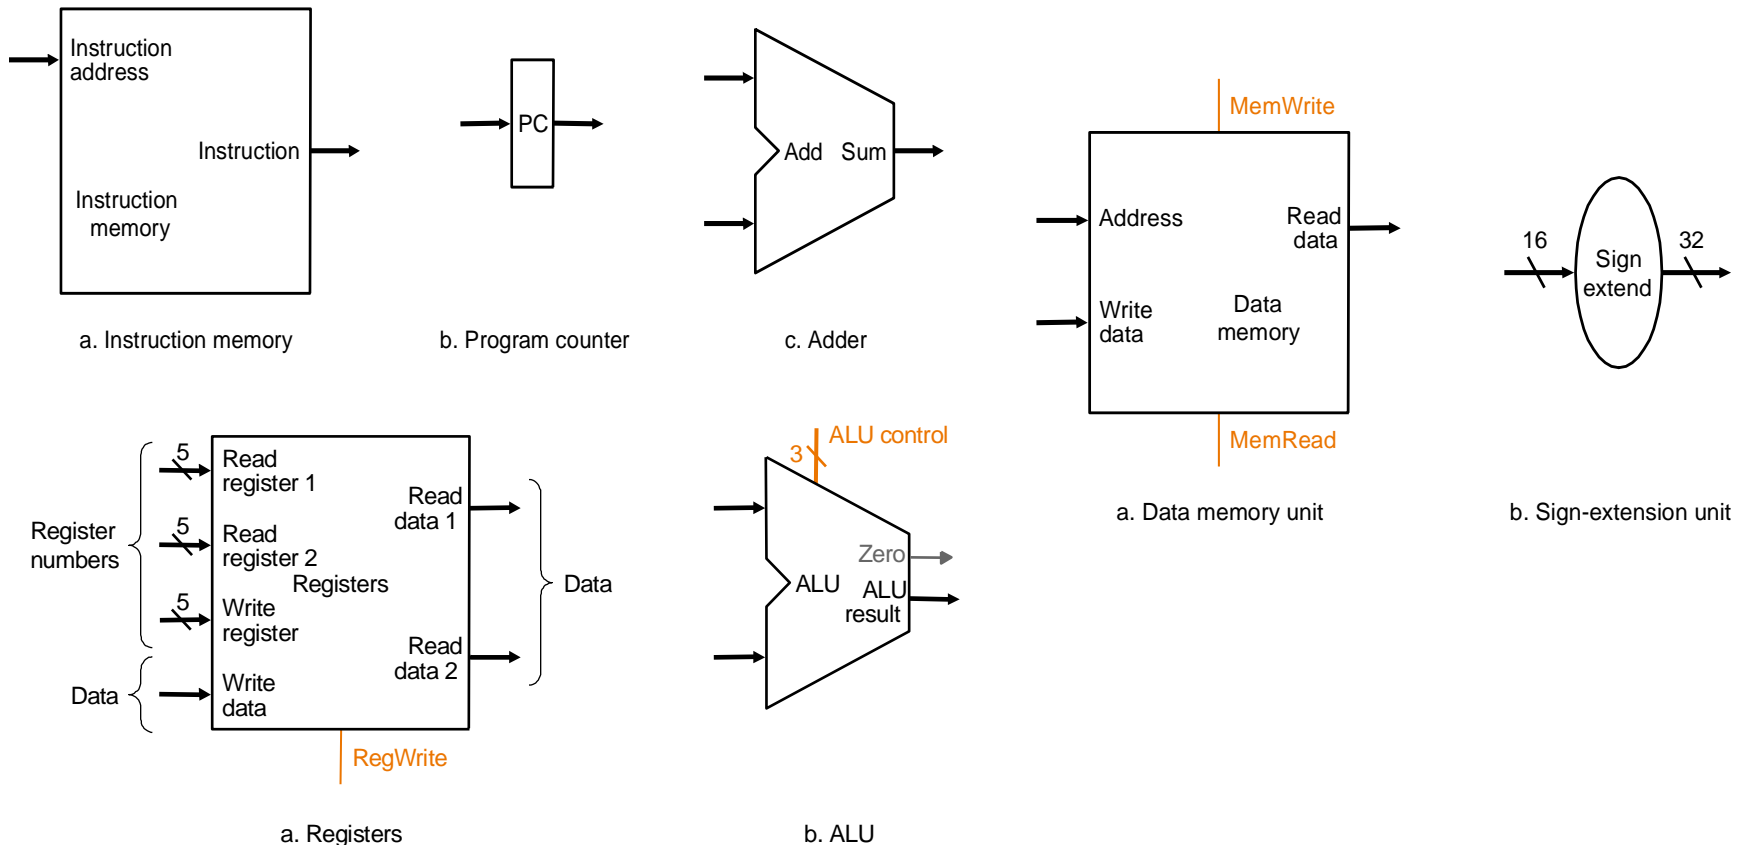 Instruction
address
Instruction
Instruction
memory
a. Instruction memory
PC
b. Program counter
Add Sum
c. Adder
MemWrite
Address
Read
data
Write
data
Data
memory
MemRead
a. Data memory unit
16
Sign
extend
32
b. Sign-extension unit
Register
numbers
5
Read
register 1
5
Read
register 2
5
Write
register
Data
Write
data
Registers
Read
data 1
Read
data 2
Data
RegWrite
a. Registers
ALU control
3
Zero
ALU
ALU
result
b. ALU